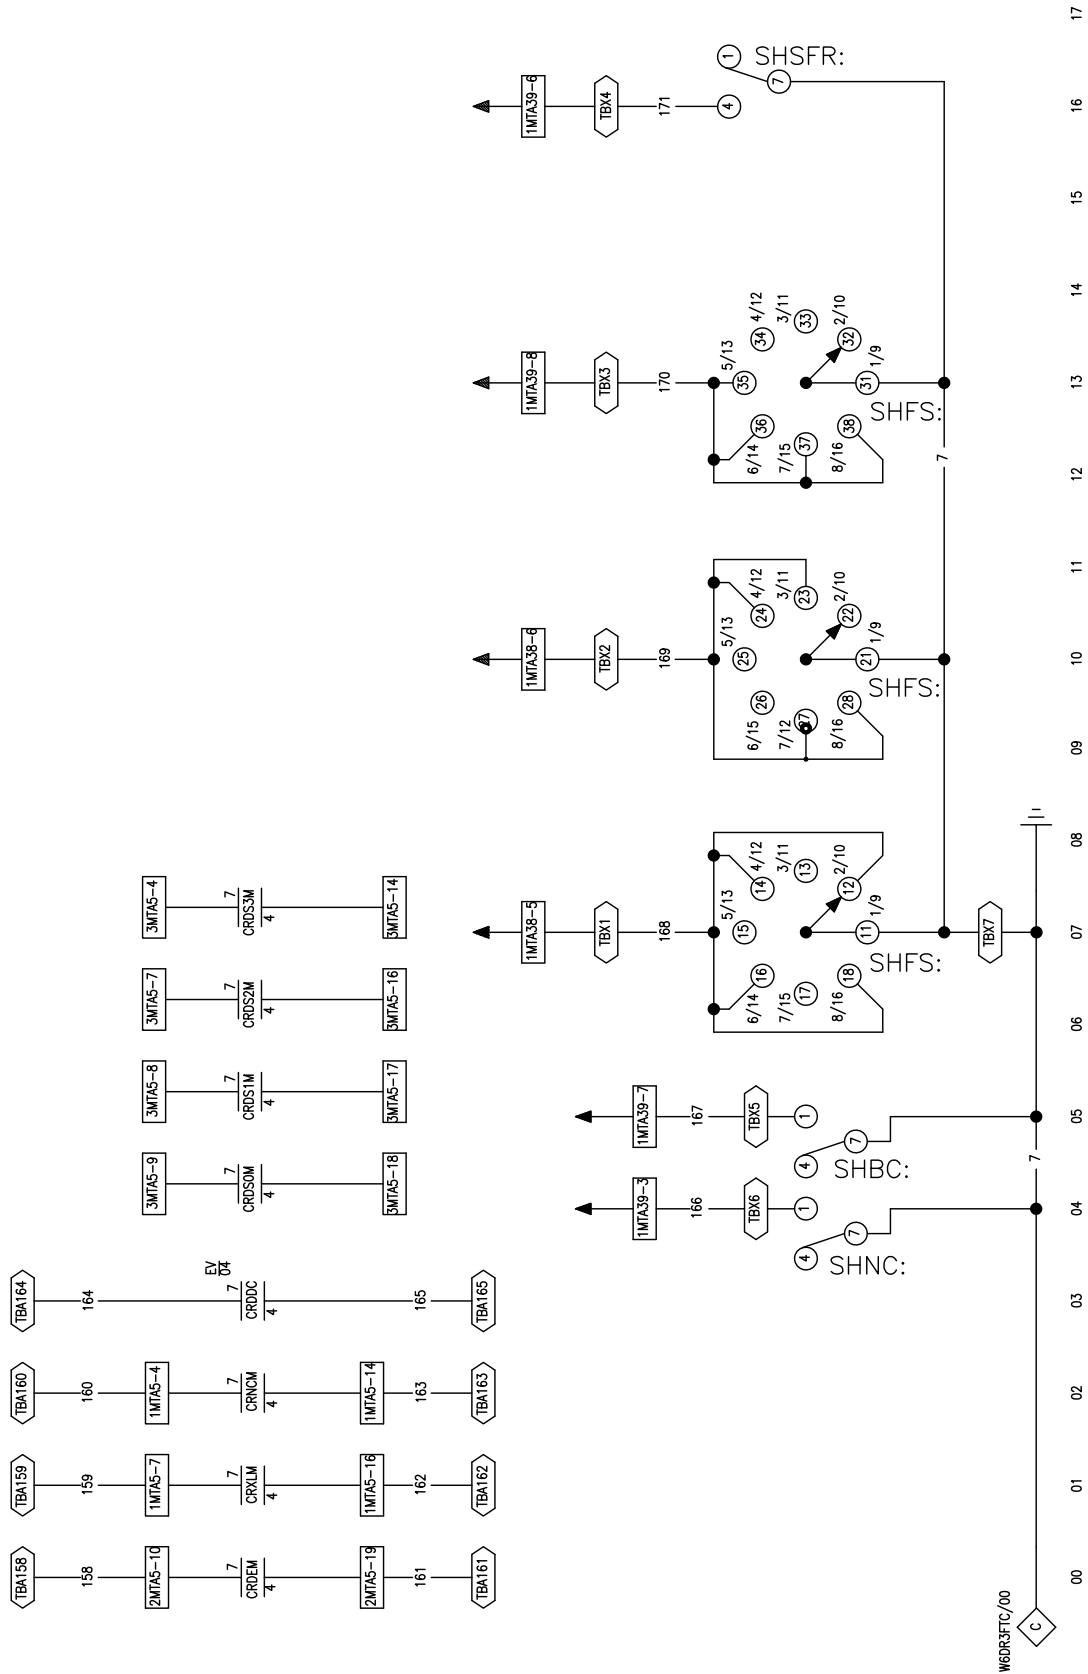 TBA158
158
2MTA5-10
7
CRDEM
4
2MTA5-19
161
TBA161
TBA159
159
1MTA5-7
7
CRXLM
4
1MTA5-16
162
TBA162
TBA160
160
1MTA5-4
7
CRNCM
4
1MTA5-14
163
TBA163
TBA164
164
EV
04
7
CRDDC
4
165
TBA165
3MTA5-9
7
CRDS0M
4
3MTA5-18
3MTA5-8
7
CRDS1M
4
3MTA5-17
3MTA5-7
7
CRDS2M
4
3MTA5-16
3MTA5-4
7
CRDS3M
4
3MTA5-14
1MTA39-3
166
TBX6
1
4
7
SHNC:
1MTA39-7
167
TBX5
1
4
7
SHBC:
7
1MTA38-5
TBX1
168
5/13
15
6/14
16
14
4/12
7/15
17
13
3/11
8/16
18
12
2/10
11
1/9
SHFS:
TBX7
1MTA38-6
TBX2
169
5/13
25
6/15
26
24
4/12
7/12
27
23
3/11
8/16
28
22
2/10
21
1/9
SHFS:
1MTA39-8
TBX3
170
5/13
35
6/14
36
34
4/12
7/15
37
33
3/11
8/16
38
32
2/10
31
1/9
SHFS:
7
1MTA39-6
TBX4
171
4
1
7
SHSFR:
W6DR3FTC/00
C
00
01
02
03
04
05
06
07
08
09
10
11
12
13
14
15
16
17